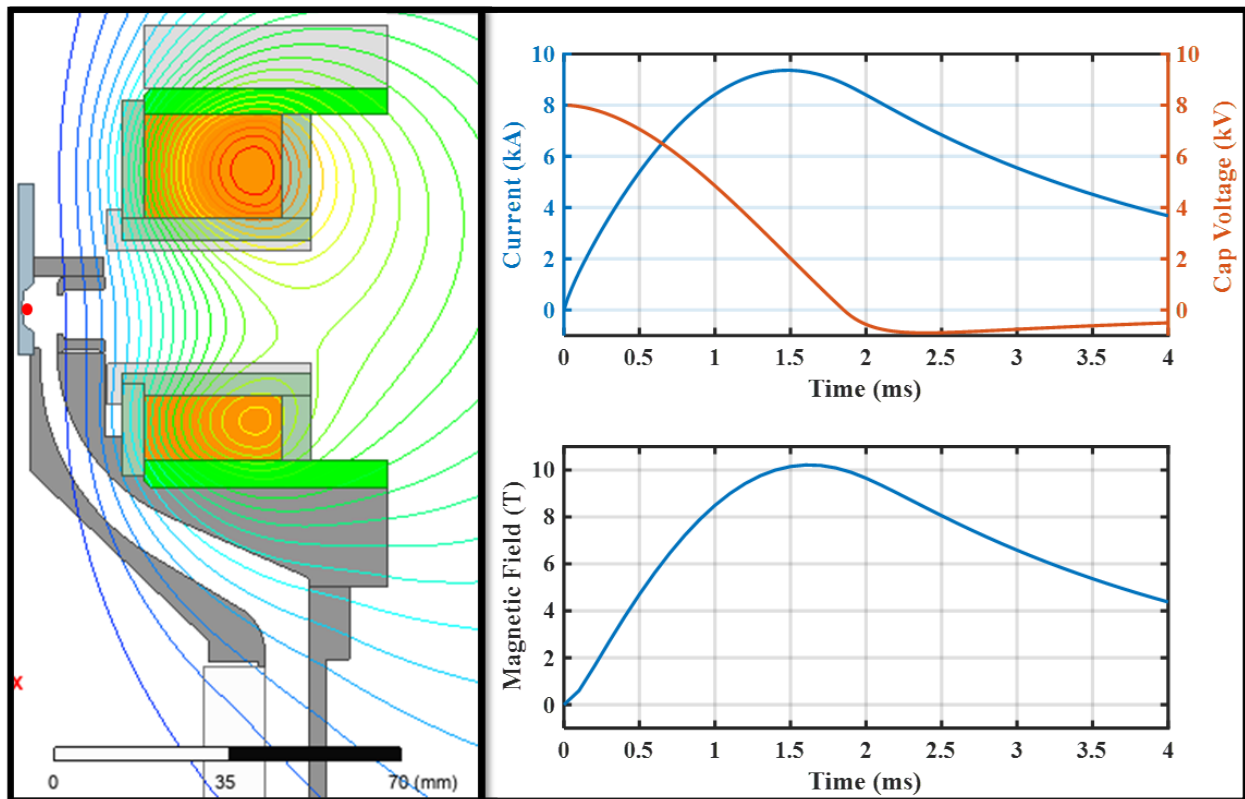 X
0 35 70 (mm)
10 10
8 8
6 6
4 4
2 2
0 0
Current (kA)
Cap Voltage (kV)
0 0.5 1 1.5 2 2.5 3 3.5 4
Time (ms)
10
8
6
4
2
0
Magnetic Field (T)
0 0.5 1 1.5 2 2.5 3 3.5 4
Time (ms)